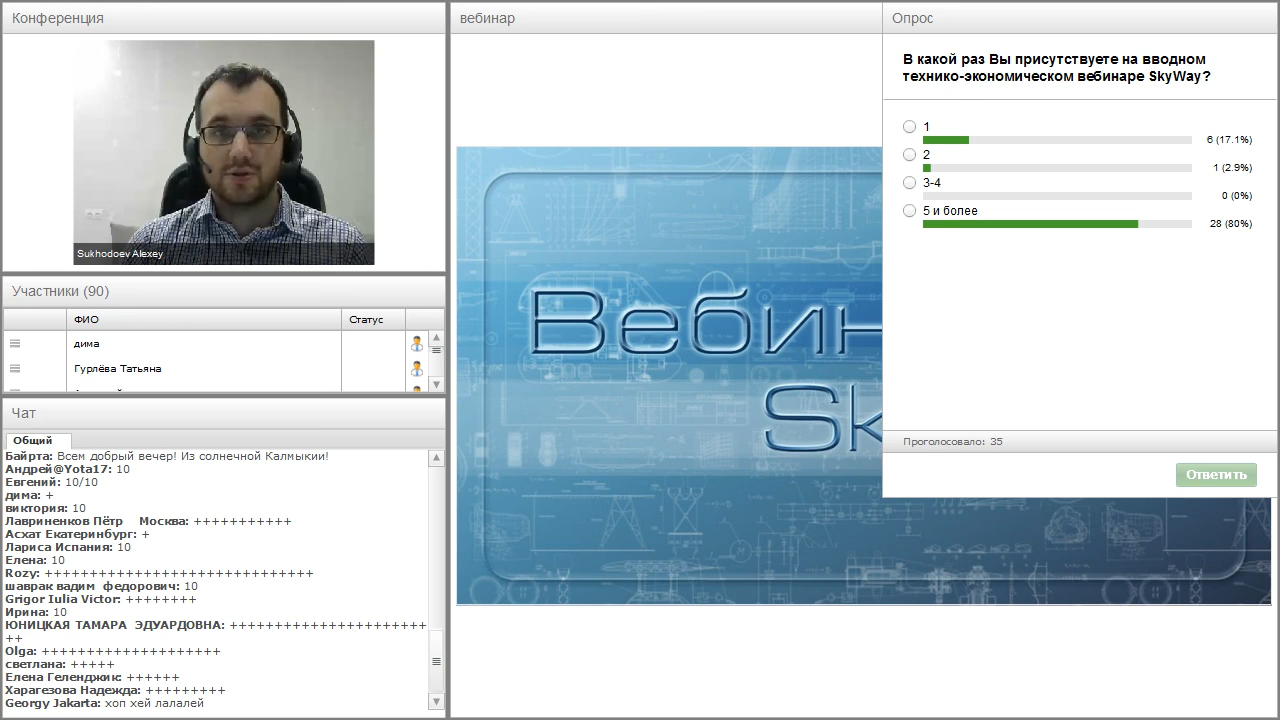 Конференция
Sukhodoev Alexey
Участники (90)
ФИО
Статус
дима
Гурлёва Татьяна
Чат
Общий
Байрта: Всем добрый вечер! Из солнечной Калмыкии!
Андрей@Yota17: 10
Евгений: 10/10
дима: +
виктория: 10
Лавриненков Пётр Москва: +++++++++++
Асхат Екатеринбург: +
Лариса Испания: 10
Елена: 10
Rozy: ++++++++++++++++++++++++++++++
шаврак вадим федорович: 10
Grigor Iulia Victor: ++++++++
Ирина: 10
ЮНИЦКАЯ ТАМАРА ЭДУАРДОВНА: ++++++++++++++++++++++
++
Olga: ++++++++++++++++++++
светлана: +++++
Елена Геленджик: ++++++
Харагезова Надежда: +++++++++
Georgy Jakarta: хоп хей лалалей
вебинар
Вебин
Sk
Опрос
В какой раз Вы присутствуете на вводном
технико-экономическом вебинаре SkyWay?
1
6 (17.1%)
2
1 (2.9%)
3-4
0 (0%)
5 и более
28 (80%)
Проголосовало: 35
Ответить